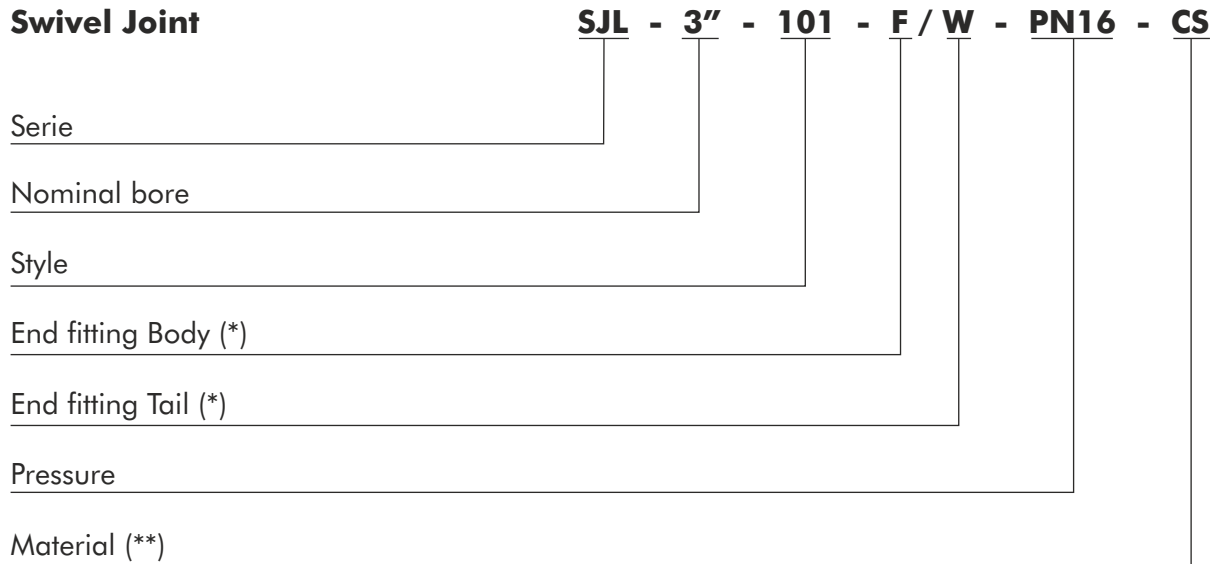 Swivel Joint SJL - 3″ - 101 - F / W - PN16 - CS
Serie
Nominal bore
Style
End fitting Body (*)
End fitting Tail (*)
Pressure
Material (**)